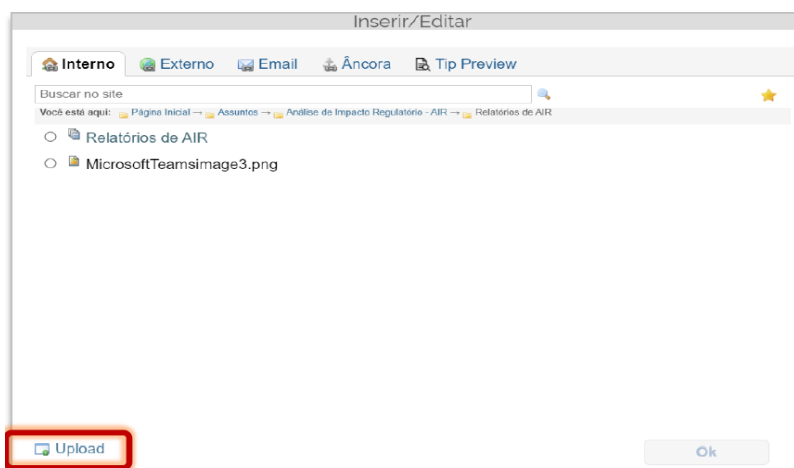 Inserir/Editar
Interno Externo Email Âncora Tip Preview
Buscar no site
Você está aqui: Página Inicial → Assuntos → Análise de Impacto Regulatório - AIR → Relatórios de AIR
Relatórios de AIR
MicrosoftTeamsimage3.png
Upload Ok